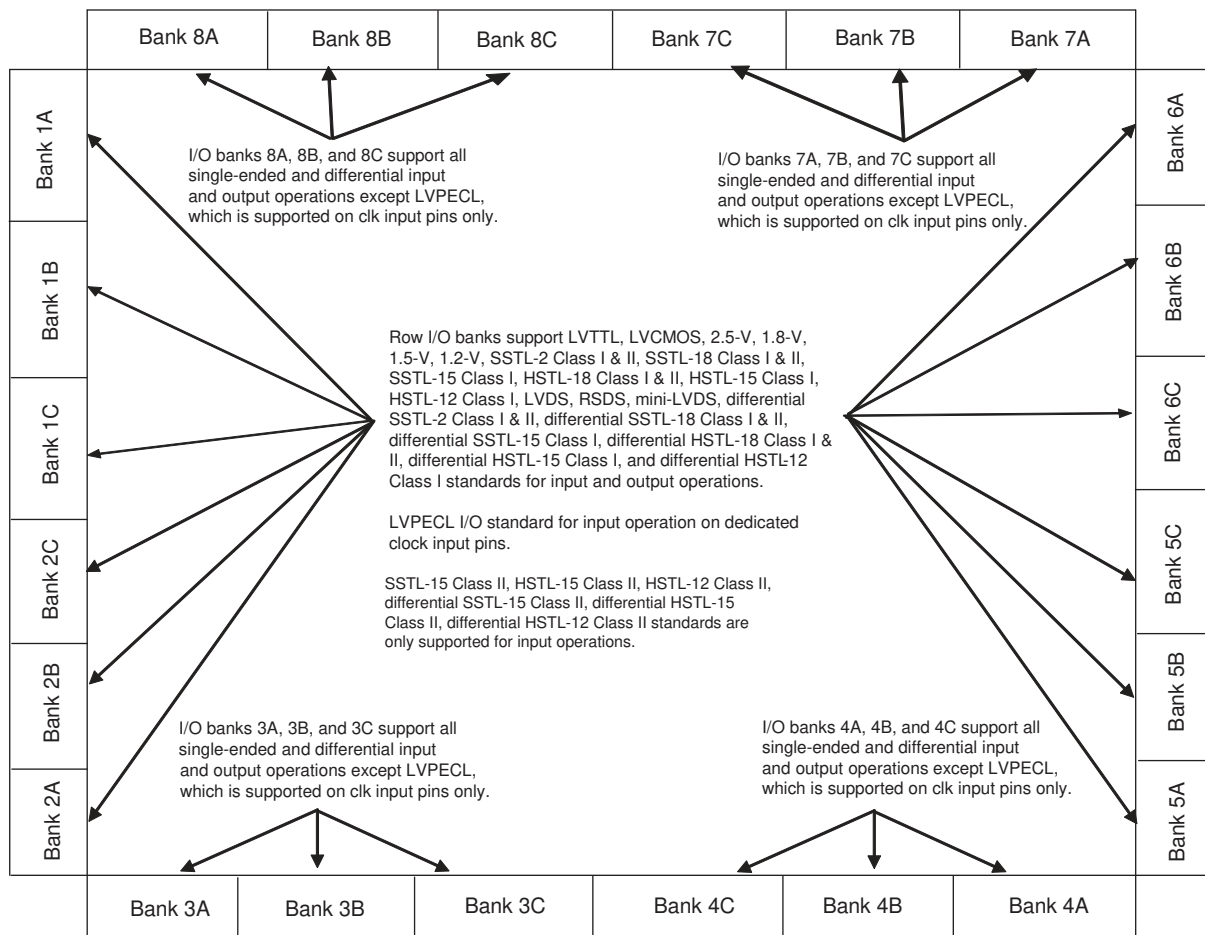 Bank 8A
Bank 8B
Bank 8C
Bank 7C
Bank 7B
Bank 7A
Bank 1A
Bank 1B
Bank 1C
Bank 2C
Bank 2B
Bank 2A
Bank 6A
Bank 6B
Bank 6C
Bank 5C
Bank 5B
Bank 5A
I/O banks 8A, 8B, and 8C support all
single-ended and differential input
and output operations except LVPECL,
which is supported on clk input pins only.
I/O banks 7A, 7B, and 7C support all
single-ended and differential input
and output operations except LVPECL,
which is supported on clk input pins only.
Row I/O banks support LVTTL, LVCMOS, 2.5-V, 1.8-V,
1.5-V, 1.2-V, SSTL-2 Class I & II, SSTL-18 Class I & II,
SSTL-15 Class I, HSTL-18 Class I & II, HSTL-15 Class I,
HSTL-12 Class I, LVDS, RSDS, mini-LVDS, differential
SSTL-2 Class I & II, differential SSTL-18 Class I & II,
differential SSTL-15 Class I, differential HSTL-18 Class I &
II, differential HSTL-15 Class I, and differential HSTL-12
Class I standards for input and output operations.
LVPECL I/O standard for input operation on dedicated
clock input pins.
SSTL-15 Class II, HSTL-15 Class II, HSTL-12 Class II,
differential SSTL-15 Class II, differential HSTL-15
Class II, differential HSTL-12 Class II standards are
only supported for input operations.
I/O banks 3A, 3B, and 3C support all
single-ended and differential input
and output operations except LVPECL,
which is supported on clk input pins only.
I/O banks 4A, 4B, and 4C support all
single-ended and differential input
and output operations except LVPECL,
which is supported on clk input pins only.
Bank 3A
Bank 3B
Bank 3C
Bank 4C
Bank 4B
Bank 4A